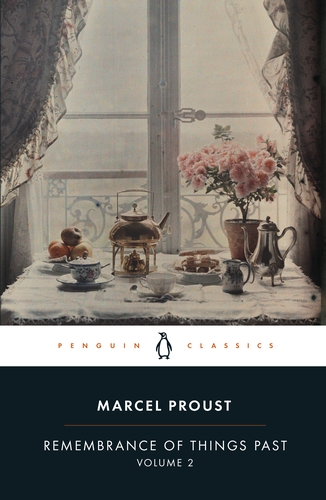 PENGUIN CLASSICS
MARCEL PROUST
REMEMBRANCE OF THINGS PAST
VOLUME 2